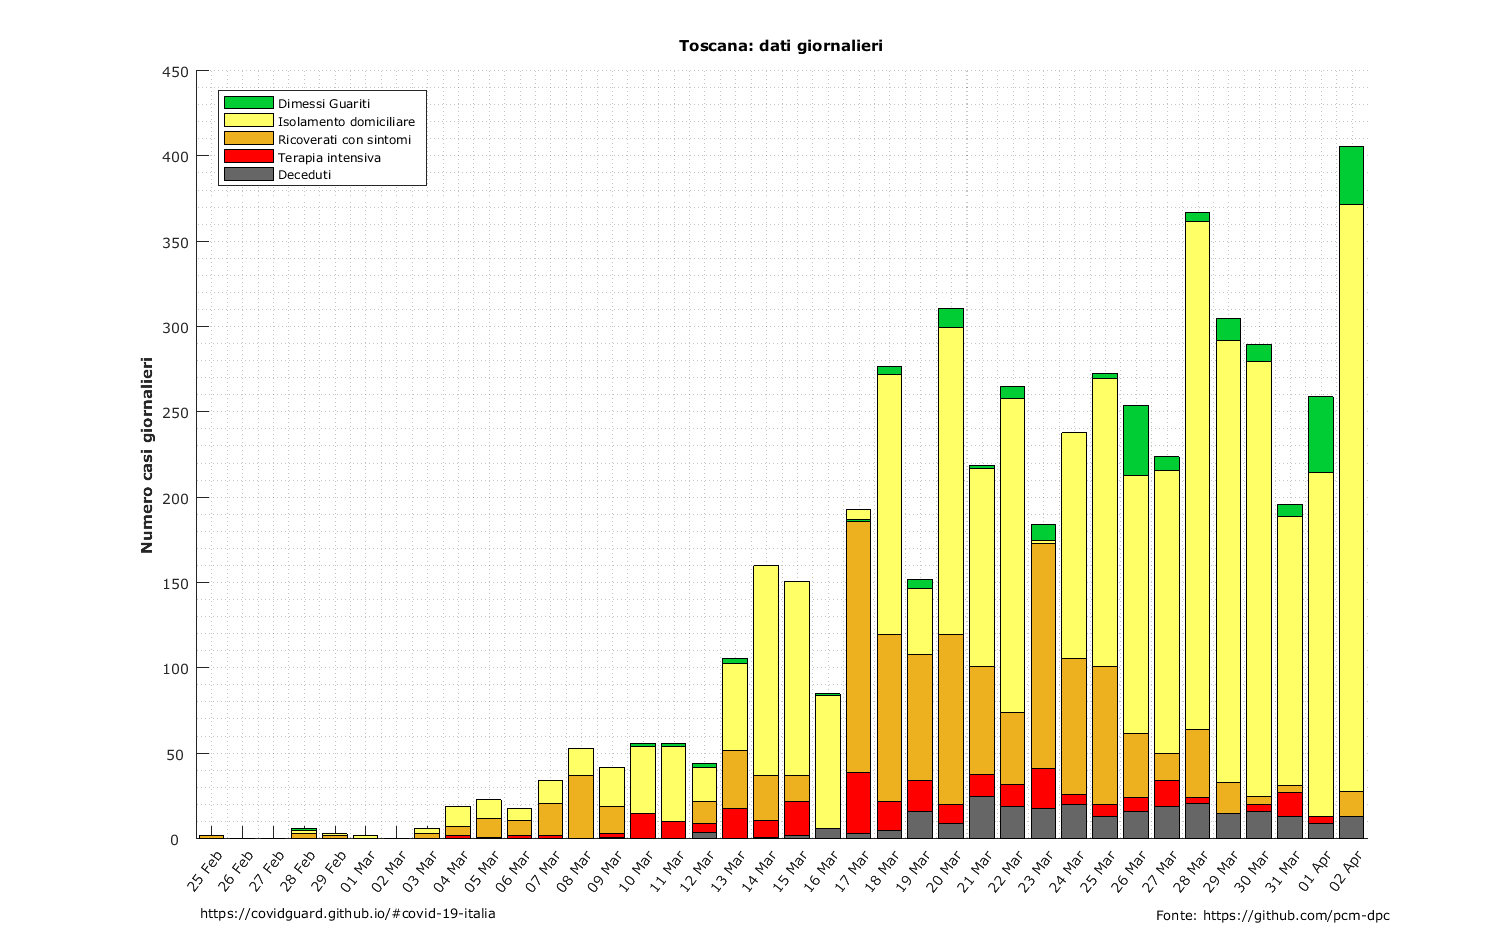 Toscana: dati giornalieri
450
400
350
300
250
200
150
100
50
0
Numero casi giornalieri
Dimessi Guariti
Isolamento domiciliare
Ricoverati con sintomi
Terapia intensiva
Deceduti
25 Feb
26 Feb
27 Feb
28 Feb
29 Feb
01 Mar
02 Mar
03 Mar
04 Mar
05 Mar
06 Mar
07 Mar
08 Mar
09 Mar
10 Mar
11 Mar
12 Mar
13 Mar
14 Mar
15 Mar
16 Mar
17 Mar
18 Mar
19 Mar
20 Mar
21 Mar
22 Mar
23 Mar
24 Mar
25 Mar
26 Mar
27 Mar
28 Mar
29 Mar
30 Mar
31 Mar
01 Apr
02 Apr
https://covidguard.github.io/#covid-19-italia
Fonte: https://github.com/pcm-dpc